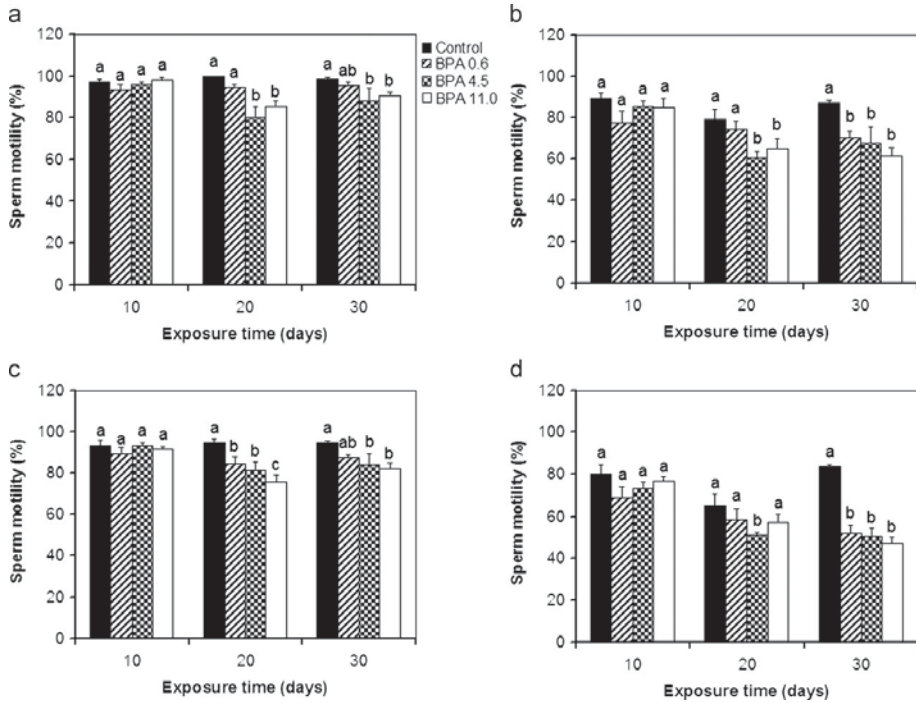 a
Sperm motility (%)
120
100
80
60
40
20
0
a a a a
a a b b
a ab b b
10 20 30
Exposure time (days)
Control
BPA 0.6
BPA 4.5
BPA 11.0
b
Sperm motility (%)
120
100
80
60
40
20
0
a a a a
a a b b
a b b b
10 20 30
Exposure time (days)
c
Sperm motility (%)
120
100
80
60
40
20
0
a a a a
a b b c
a ab b b
10 20 30
Exposure time (days)
d
Sperm motility (%)
120
100
80
60
40
20
0
a a a a
a a b a
a b b b
10 20 30
Exposure time (days)